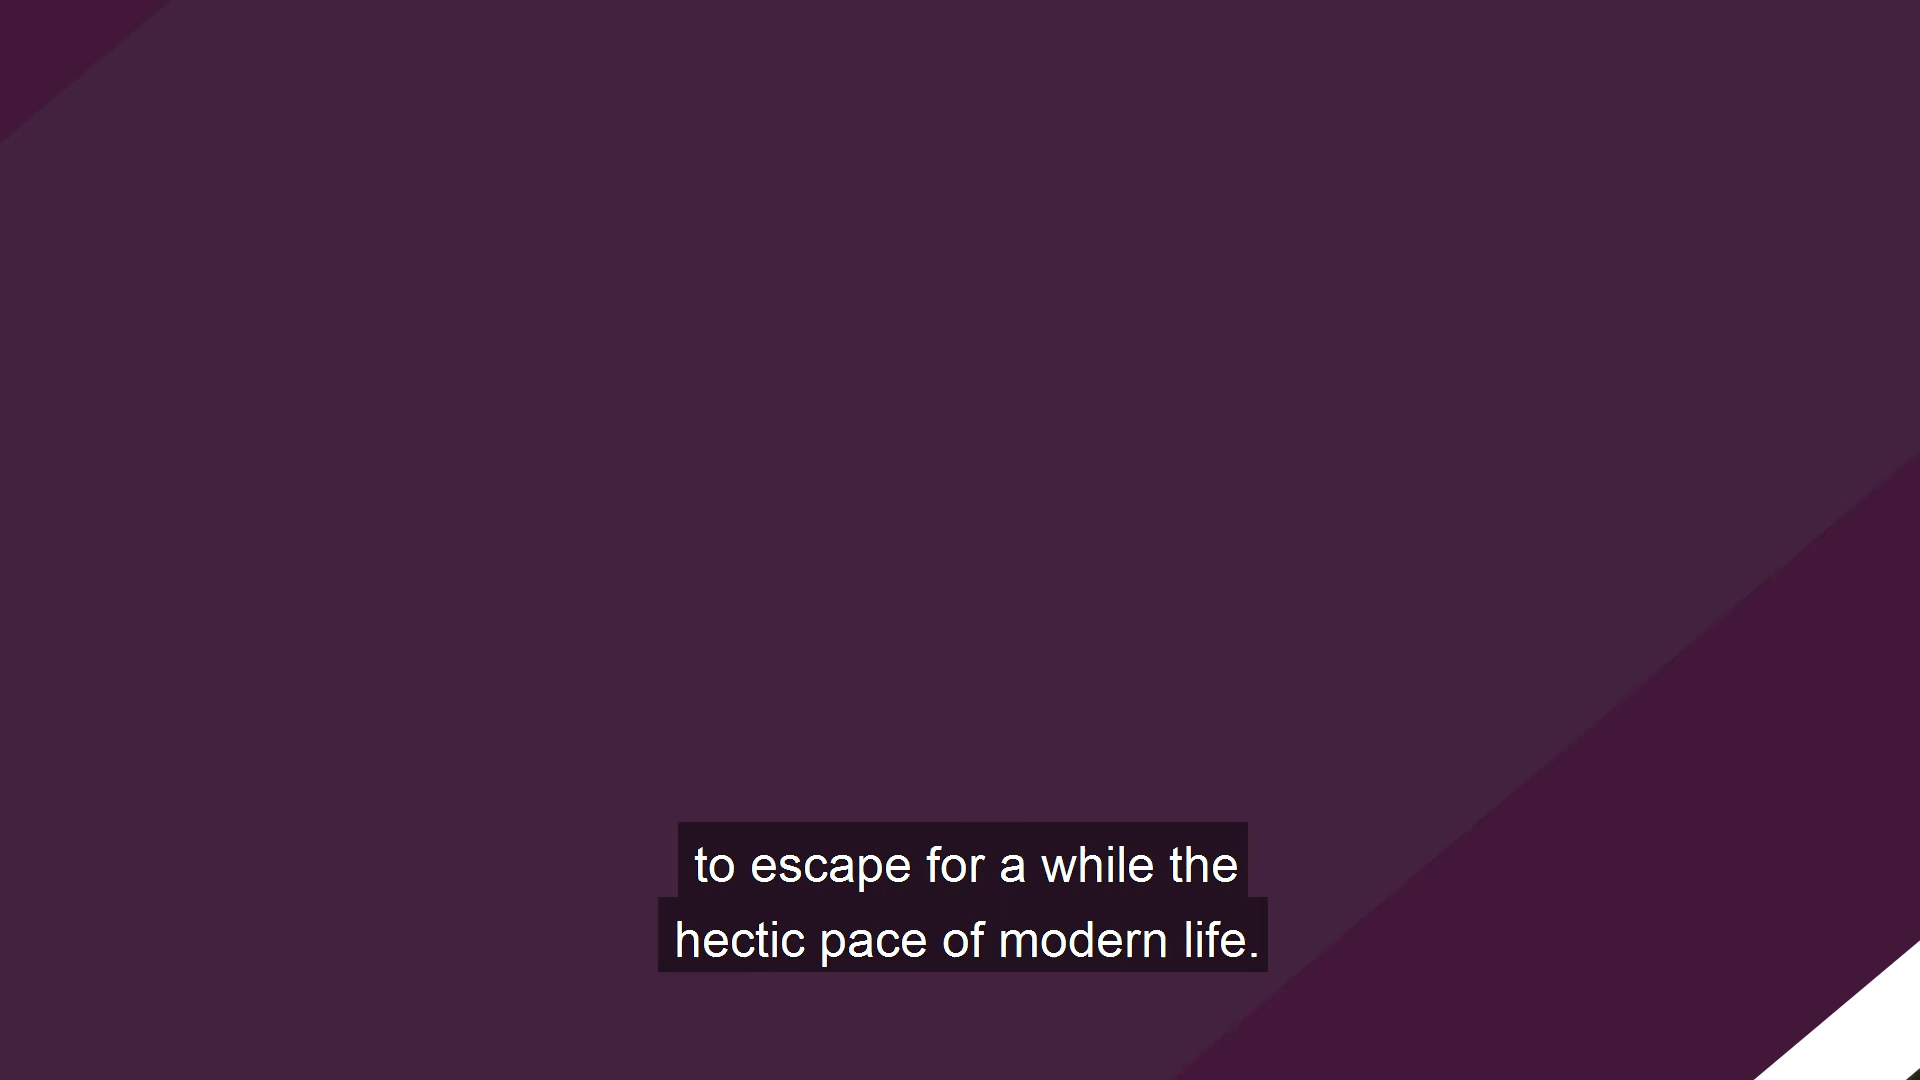 to escape for a while the
hectic pace of modern life.